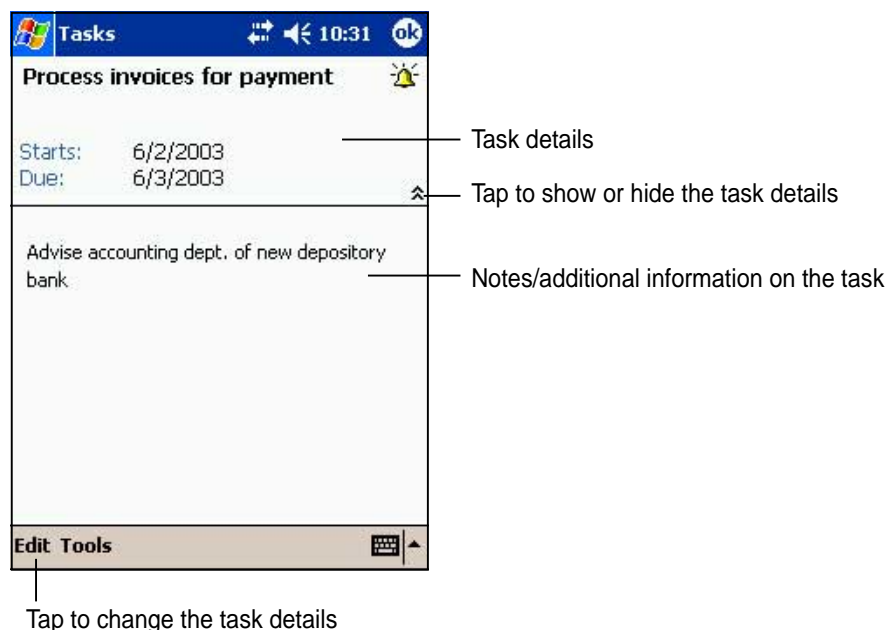 Tasks 10:31 ok
Process invoices for payment
Starts: 6/2/2003
Due: 6/3/2003
Advise accounting dept. of new depository
bank
Edit Tools
Task details
Tap to show or hide the task details
Notes/additional information on the task
Tap to change the task details